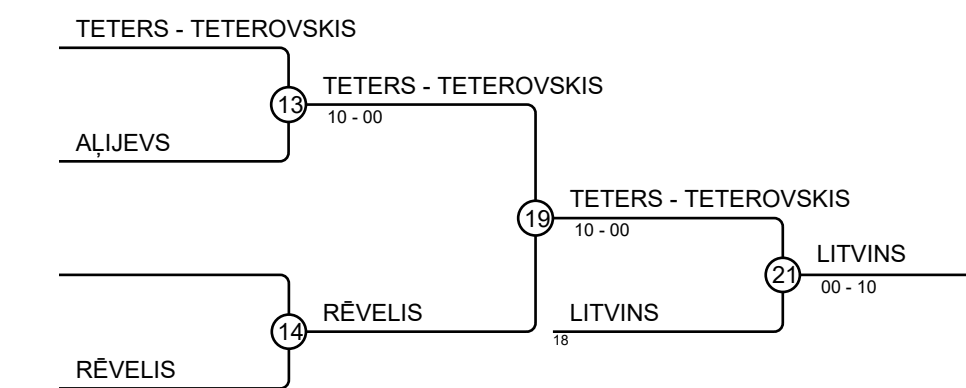 TETERS - TETEROVSKIS
13
TETERS - TETEROVSKIS
10 - 00
AĻIJEVS
19
TETERS - TETEROVSKIS
10 - 00
21
LITVINS
00 - 10
14
RĒVELIS
LITVINS
18
RĒVELIS